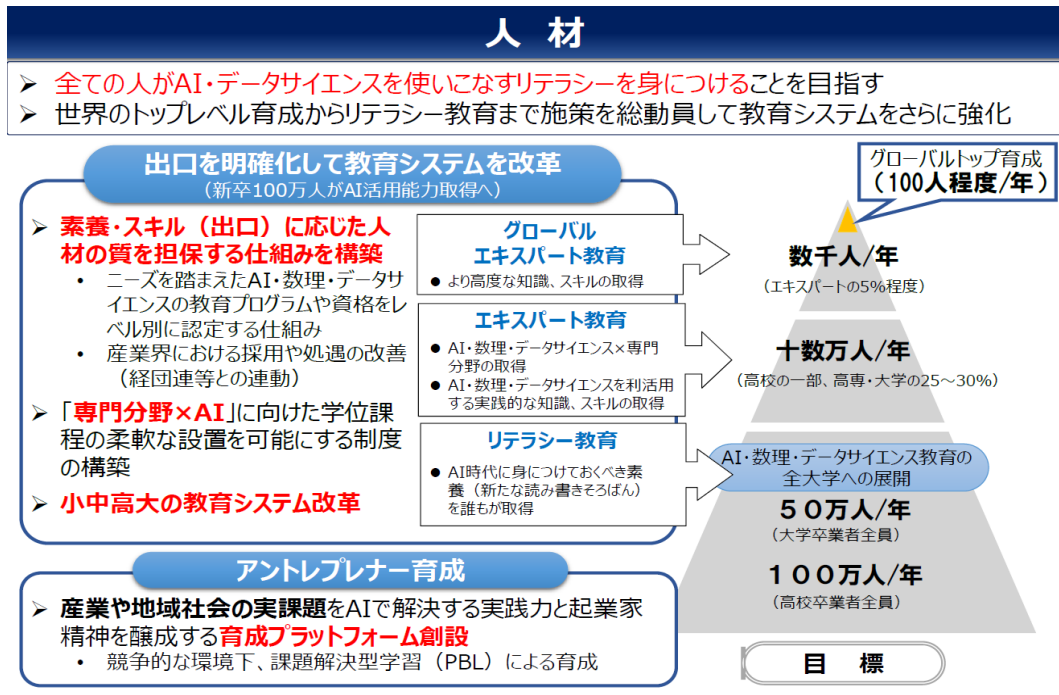 人 材
➢ 全ての人がAI・データサイエンスを使いこなすリテラシーを身につけることを目指す
➢ 世界のトップレベル育成からリテラシー教育まで施策を総動員して教育システムをさらに強化
出口を明確化して教育システムを改革
（新卒100万人がAI活用能力取得へ）
➢ 素養・スキル（出口）に応じた人
材の質を担保する仕組みを構築
• ニーズを踏まえたAI・数理・データサ
イエンスの教育プログラムや資格をレ
ベル別に認定する仕組み
• 産業界における採用や処遇の改善
（経団連等との連動）
➢ 「専門分野×AI」に向けた学位課
程の柔軟な設置を可能にする制度
の構築
➢ 小中高大の教育システム改革
グローバル
エキスパート教育
● より高度な知識、スキルの取得
エキスパート教育
● AI・数理・データサイエンス×専門
分野の取得
● AI・数理・データサイエンスを利活用
する実践的な知識、スキルの取得
リテラシー教育
● AI時代に身につけておくべき素
養（新たな読み書きそろばん）
を誰もが取得
グローバルトップ育成
（100人程度/年）
数千人/年
（エキスパートの5%程度）
十数万人/年
（高校の一部、高専・大学の25～30%）
AI・数理・データサイエンス教育の
全大学への展開
５０万人/年
（大学卒業者全員）
１００万人/年
（高校卒業者全員）
目 標
アントレプレナー育成
➢ 産業や地域社会の実課題をAIで解決する実践力と起業家
精神を醸成する育成プラットフォーム創設
• 競争的な環境下、課題解決型学習（PBL）による育成